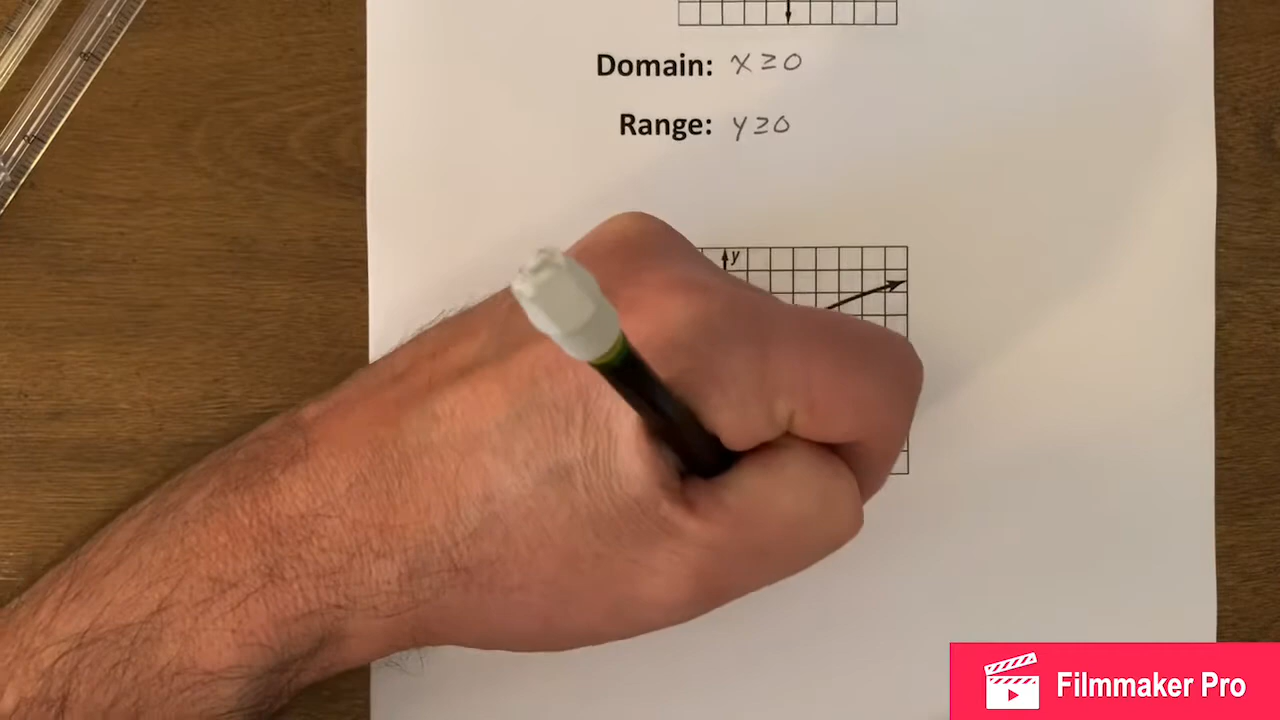 Domain: x ≥ 0
Range: y ≥ 0
y
Filmmaker Pro